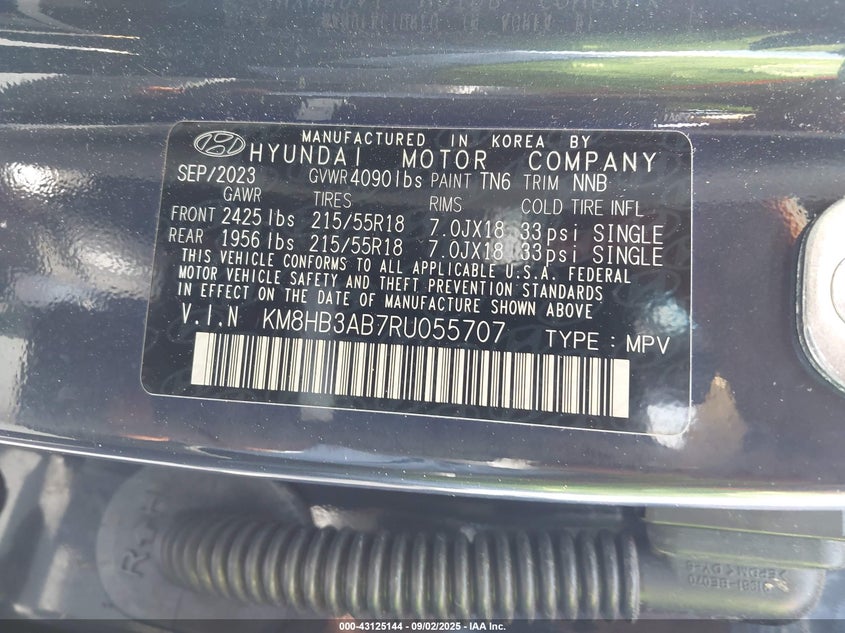 MANUFACTURED IN KOREA BY
HYUNDAI MOTOR COMPANY
SEP/2023 GVWR 4090 lbs PAINT TN6 TRIM NNB
GAWR TIRES RIMS COLD TIRE INFL
FRONT 2425 lbs 215/55R18 7.0JX18 33psi SINGLE
REAR 1956 lbs 215/55R18 7.0JX18 33psi SINGLE
THIS VEHICLE CONFORMS TO ALL APPLICABLE U.S.A. FEDERAL
MOTOR VEHICLE SAFETY AND THEFT PREVENTION STANDARDS
IN EFFECT ON THE DATE OF MANUFACTURE SHOWN ABOVE
V.I.N KM8HB3AB7RU055707 TYPE : MPV
000-43125144 - 09/02/2025 - IAA Inc.